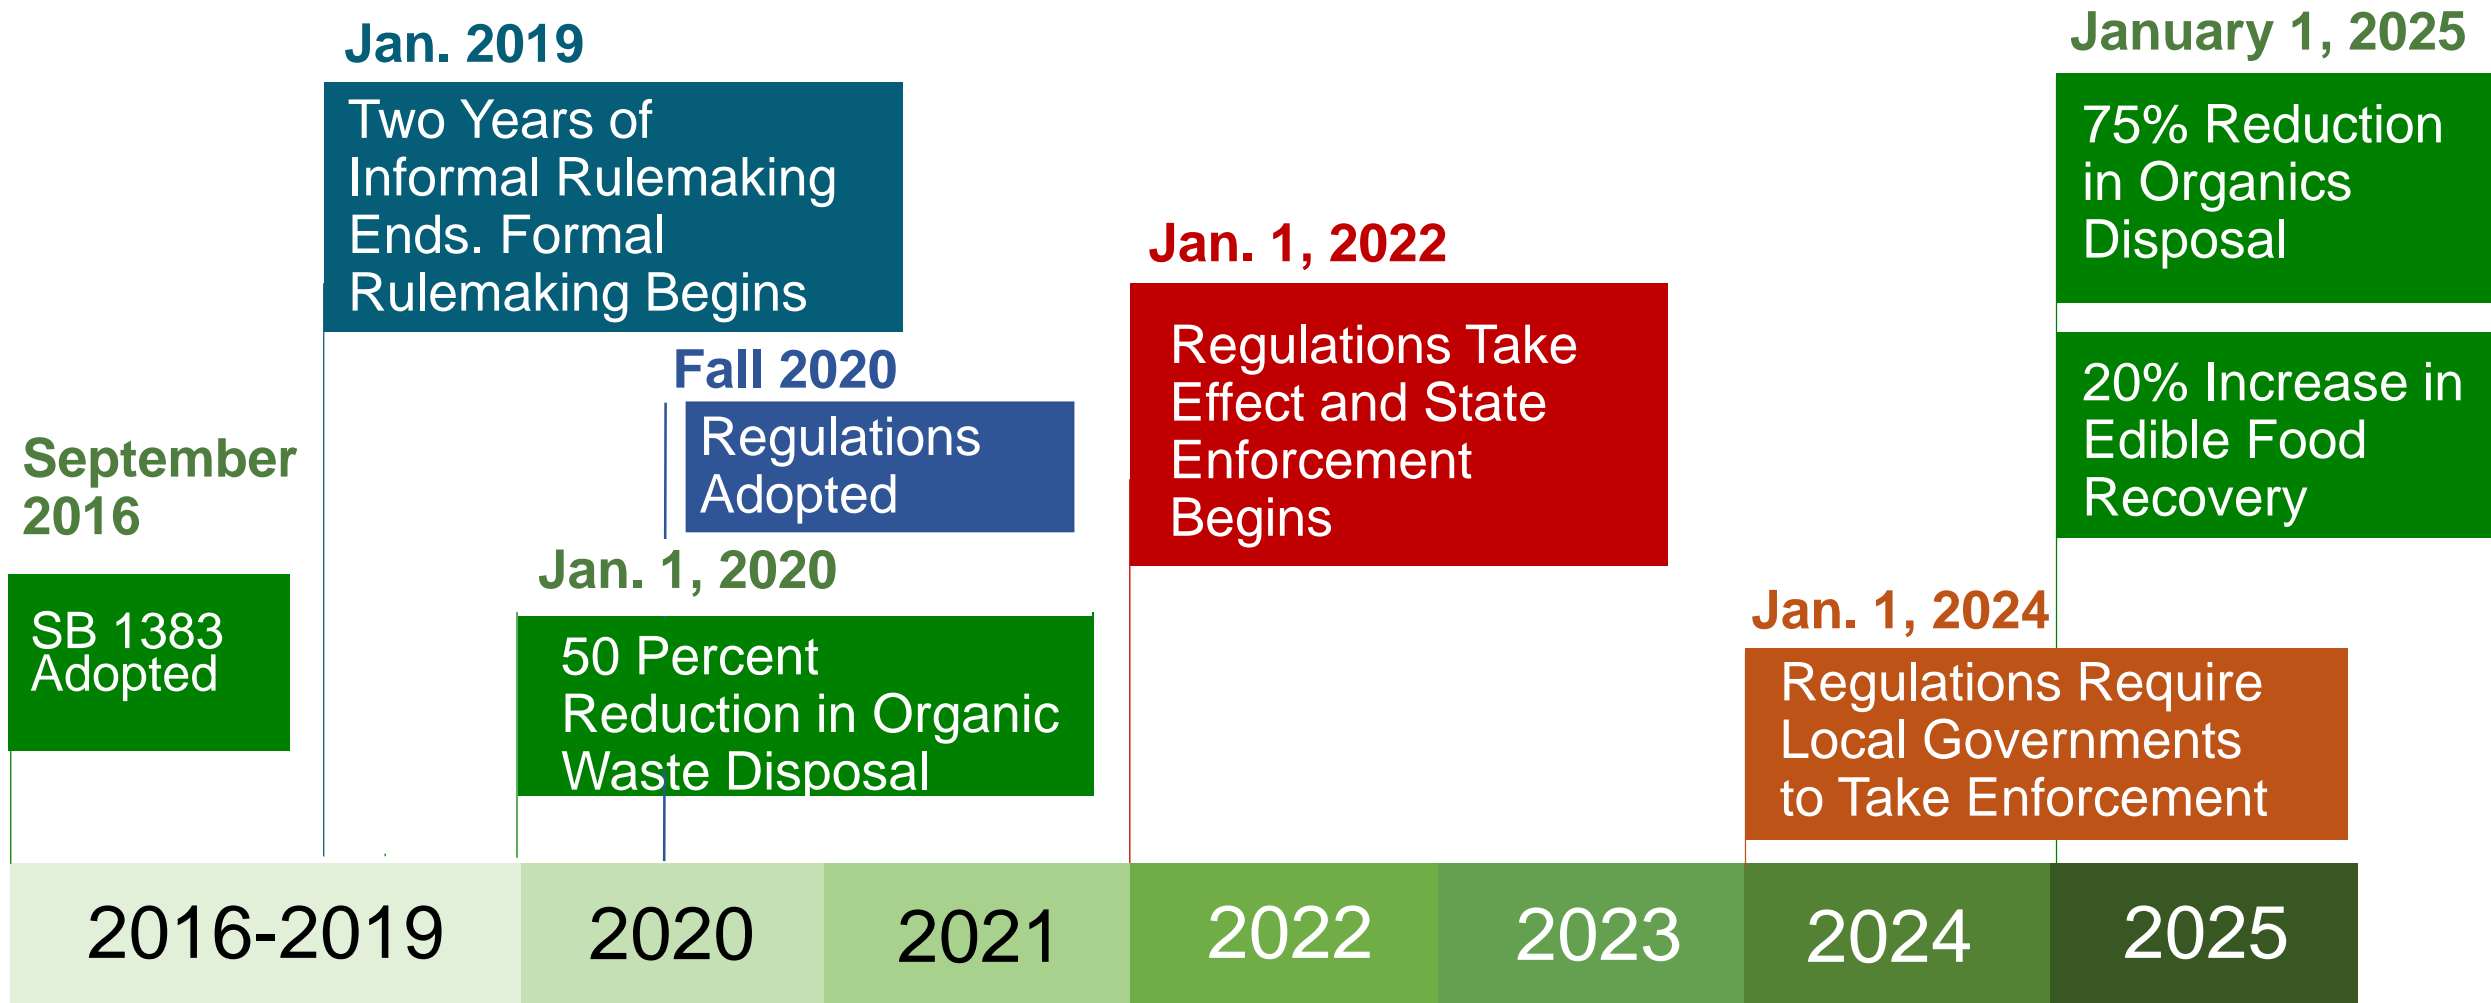 Jan. 2019
Two Years of
Informal Rulemaking
Ends. Formal
Rulemaking Begins
January 1, 2025
75% Reduction
in Organics
Disposal
20% Increase in
Edible Food
Recovery
Jan. 1, 2022
Regulations Take
Effect and State
Enforcement
Begins
Fall 2020
Regulations
Adopted
September
2016
SB 1383
Adopted
Jan. 1, 2020
50 Percent
Reduction in Organic
Waste Disposal
Jan. 1, 2024
Regulations Require
Local Governments
to Take Enforcement
2016-2019
2020
2021
2022
2023
2024
2025